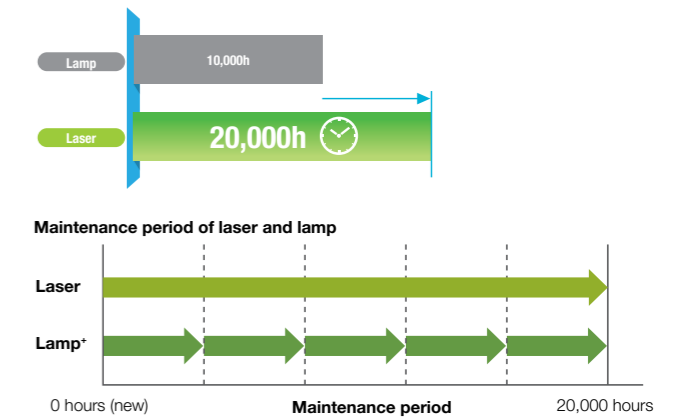 Lamp
10,000h
Laser
20,000h
Maintenance period of laser and lamp
Laser
Lamp+
0 hours (new)
Maintenance period
20,000 hours